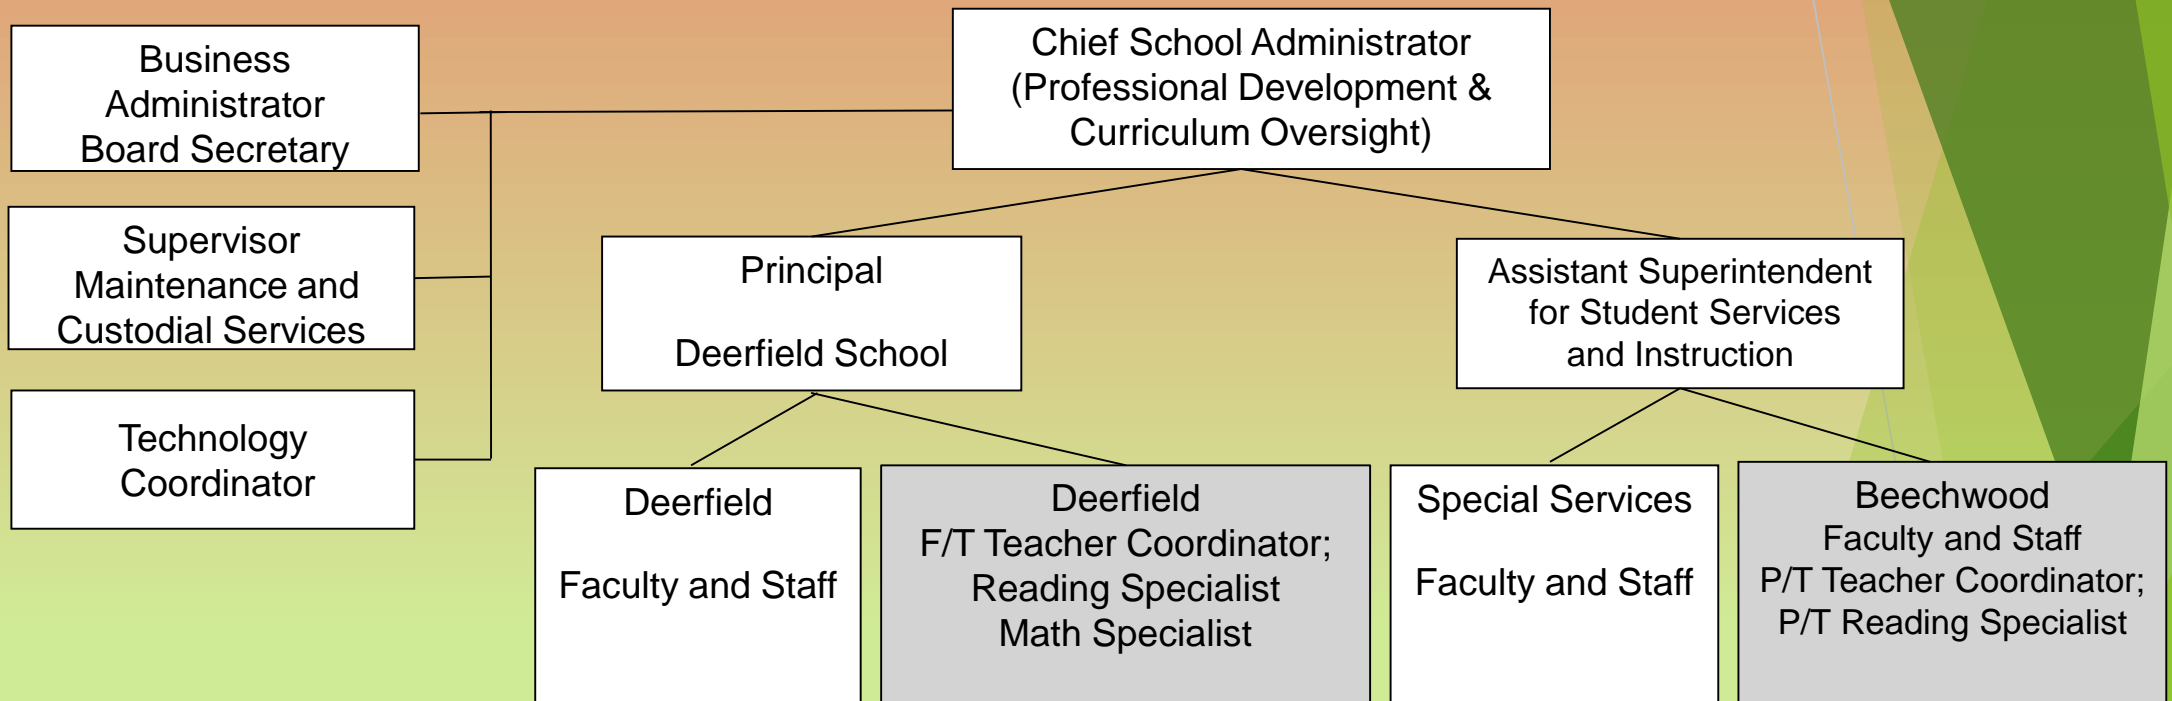 Business
Administrator
Board Secretary
Chief School Administrator
(Professional Development &
Curriculum Oversight)
Supervisor
Maintenance and
Custodial Services
Principal
Deerfield School
Assistant Superintendent
for Student Services
and Instruction
Technology
Coordinator
Deerfield
Faculty and Staff
Deerfield
F/T Teacher Coordinator;
Reading Specialist
Math Specialist
Special Services
Faculty and Staff
Beechwood
Faculty and Staff
P/T Teacher Coordinator;
P/T Reading Specialist